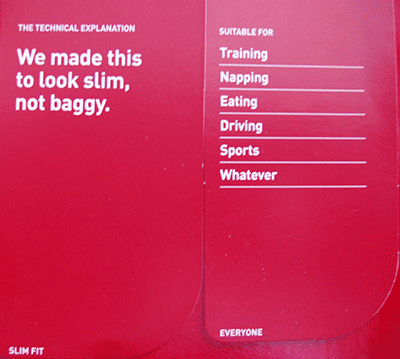 THE TECHNICAL EXPLANATION
We made this
to look slim,
not baggy.
SLIM FIT
SUITABLE FOR
Training
Napping
Eating
Driving
Sports
Whatever
EVERYONE